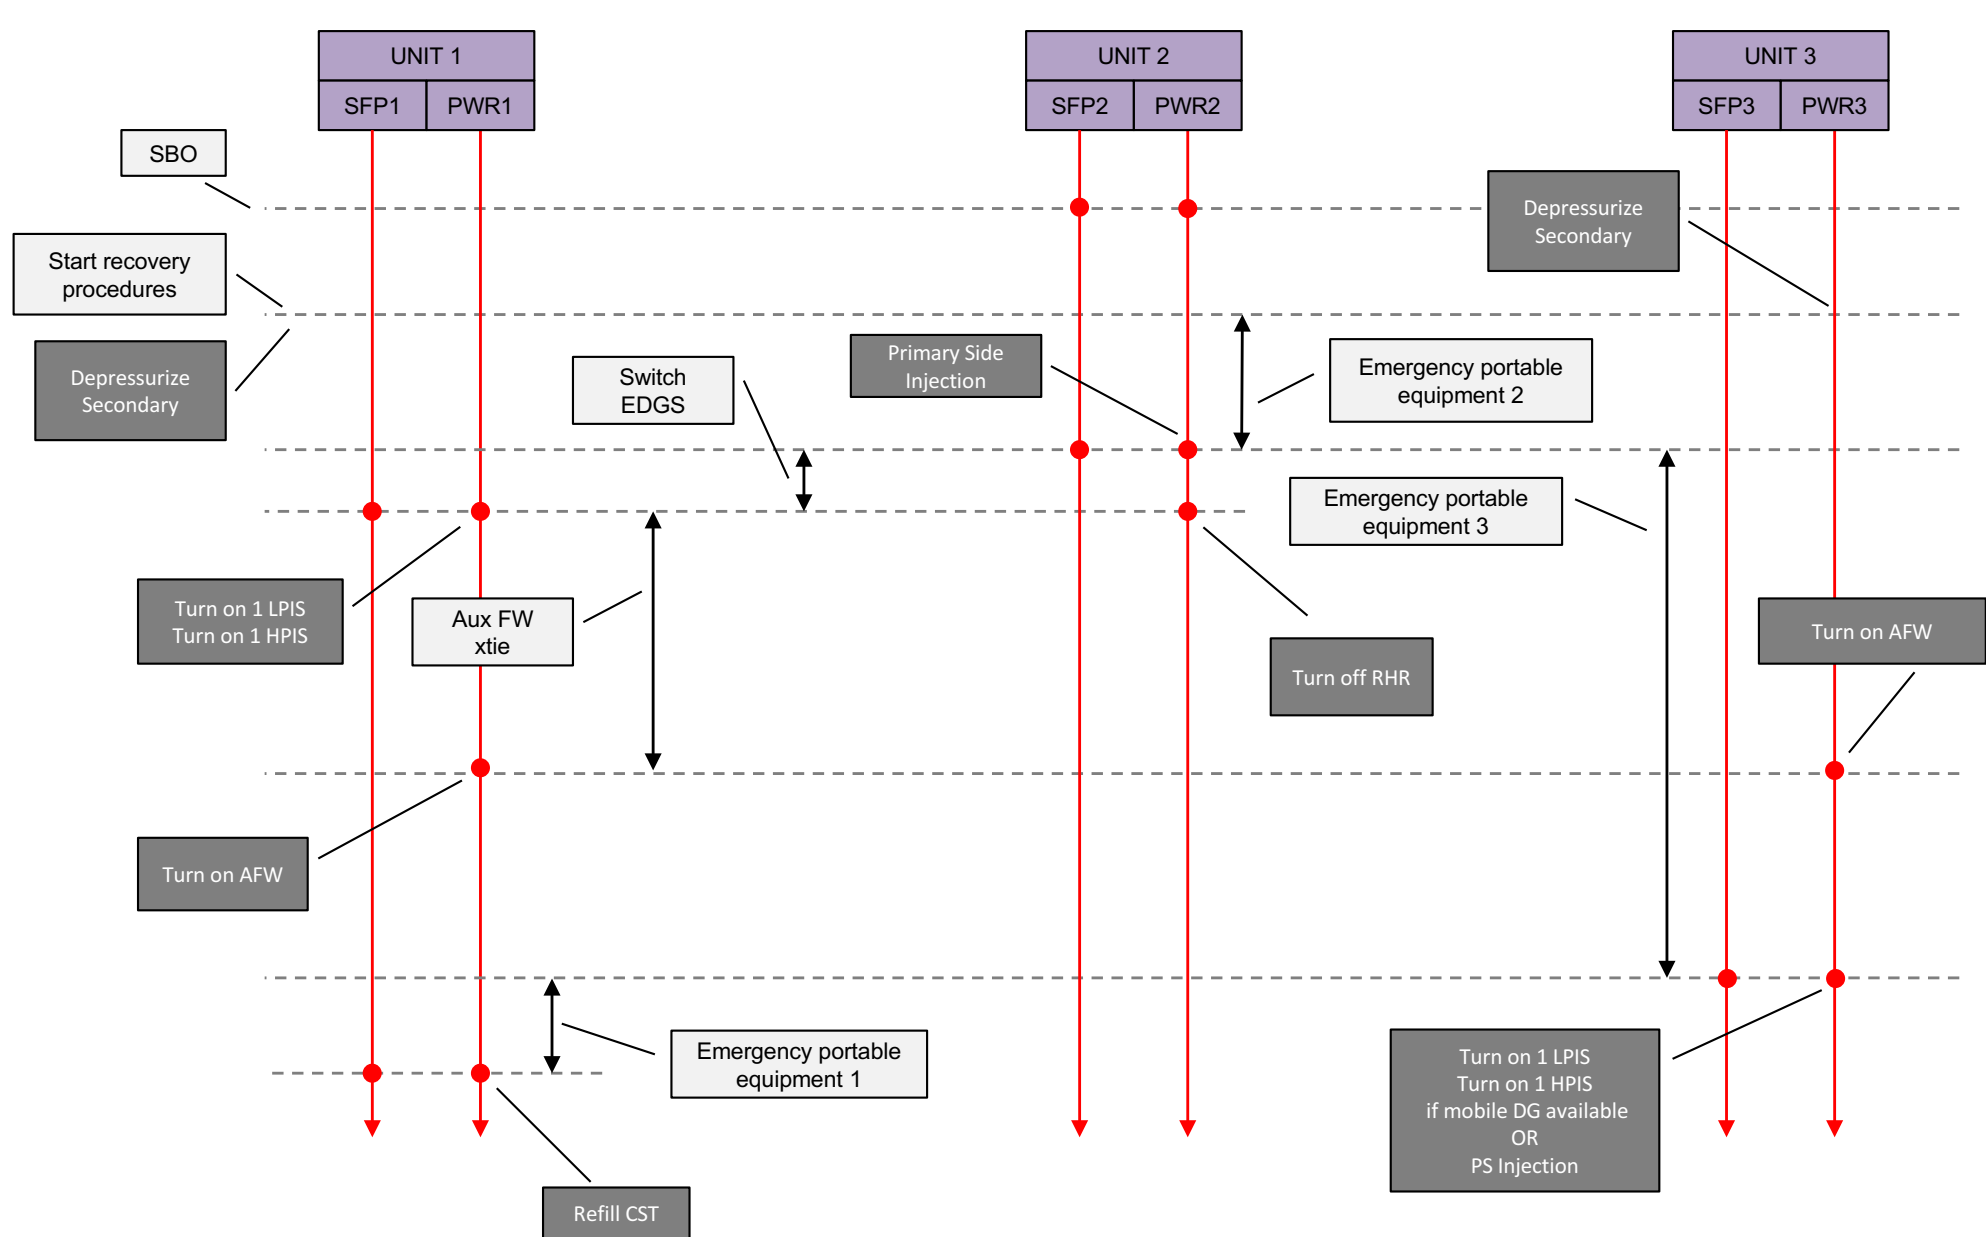 UNIT 1
SFP1
PWR1
UNIT 2
SFP2
PWR2
UNIT 3
SFP3
PWR3
SBO
Depressurize
Secondary
Start recovery
procedures
Depressurize
Secondary
Switch
EDGS
Primary Side
Injection
Emergency portable
equipment 2
Emergency portable
equipment 3
Turn on 1 LPIS
Turn on 1 HPIS
Aux FW
xtie
Turn off RHR
Turn on AFW
Turn on AFW
Emergency portable
equipment 1
Turn on 1 LPIS
Turn on 1 HPIS
if mobile DG available
OR
PS Injection
Refill CST